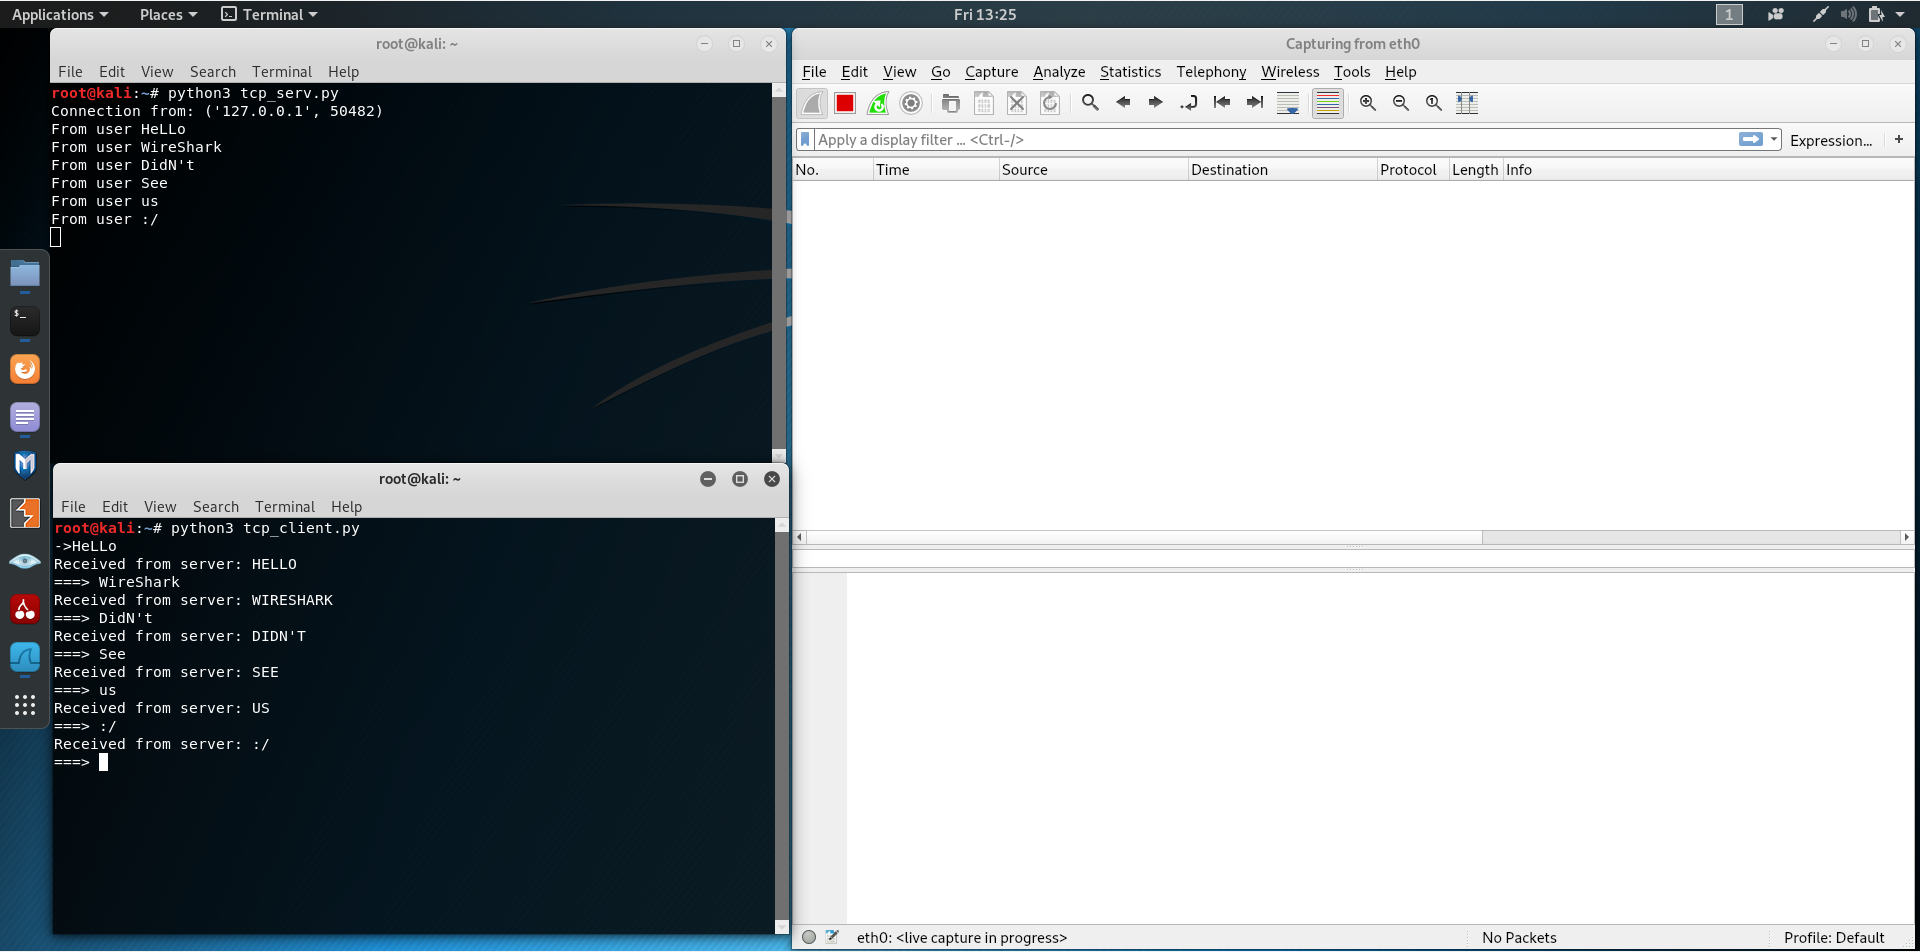 Applications Places Terminal Fri 13:25 1
root@kali: ~
File Edit View Search Terminal Help
root@kali:~# python3 tcp_serv.py
Connection from: ('127.0.0.1', 50482)
From user HeLLo
From user WireShark
From user DidN't
From user See
From user us
From user :/
$_
root@kali: ~
File Edit View Search Terminal Help
root@kali:~# python3 tcp_client.py
->HeLLo
Received from server: HELLO
===> WireShark
Received from server: WIRESHARK
===> DidN't
Received from server: DIDN'T
===> See
Received from server: SEE
===> us
Received from server: US
===> :/
Received from server: :/
===>
Capturing from eth0
File Edit View Go Capture Analyze Statistics Telephony Wireless Tools Help
Apply a display filter ... <Ctrl-/> Expression... +
No. Time Source Destination Protocol Length Info
eth0: <live capture in progress> No Packets Profile: Default